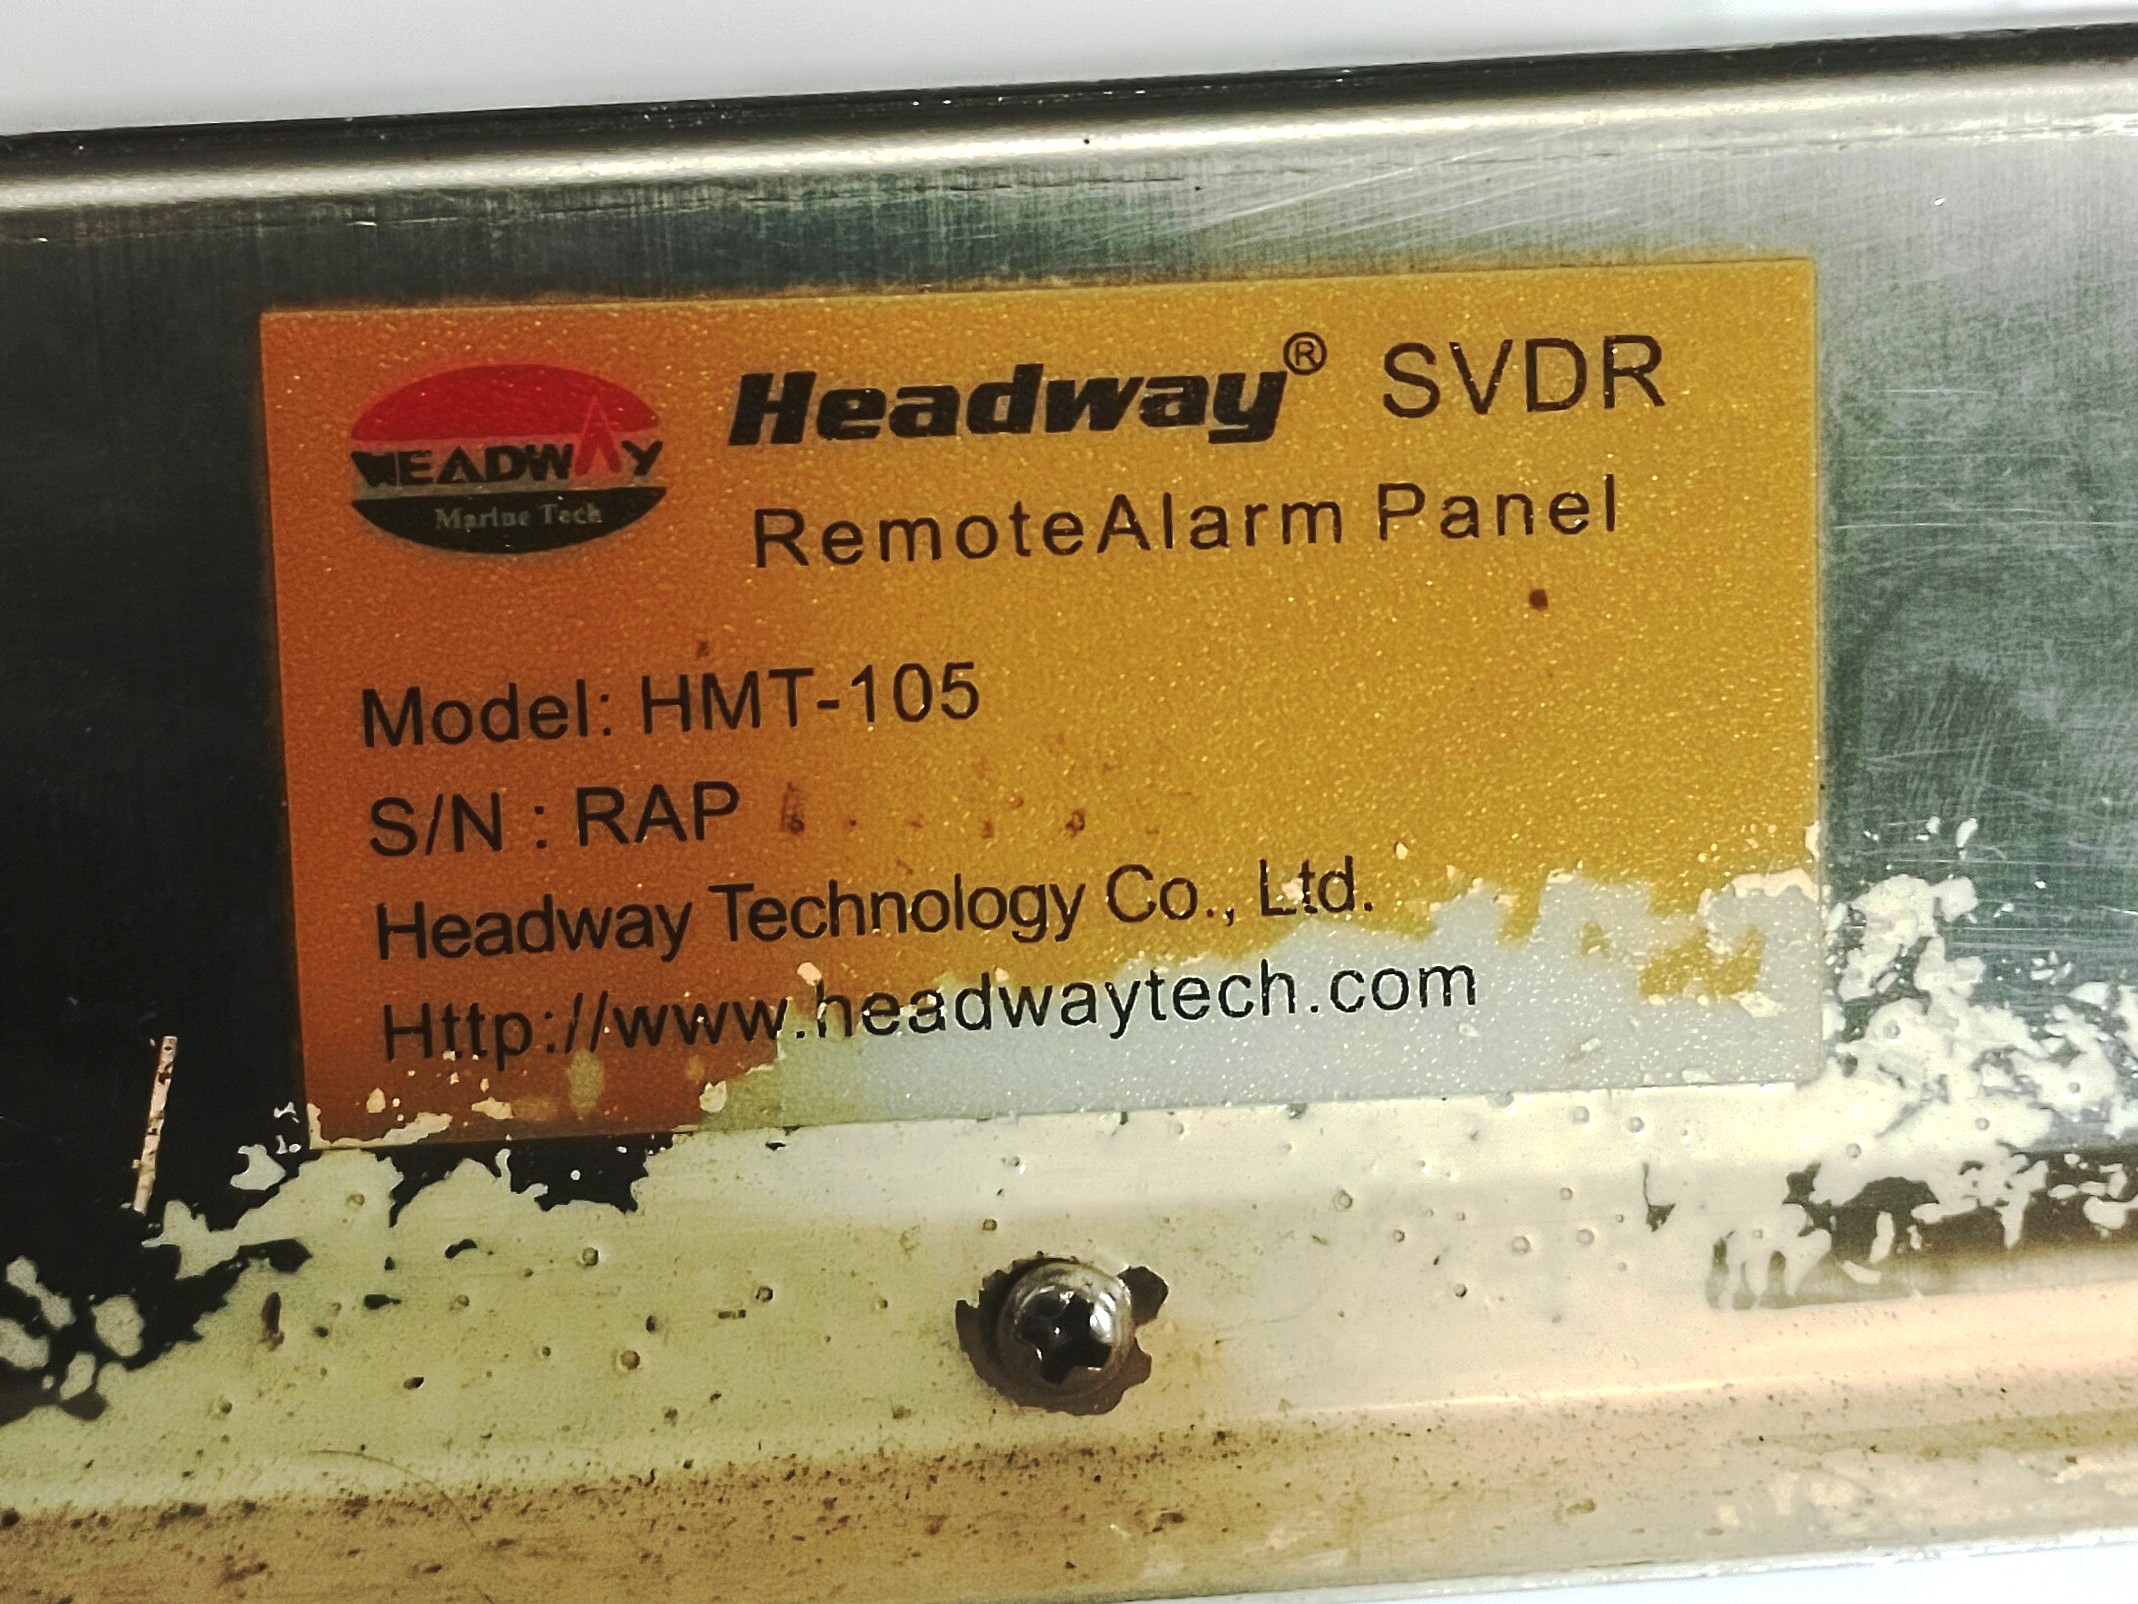 HEADWAY
Marine Tech
Headway® SVDR
RemoteAlarm Panel
Model: HMT-105
S/N : RAP
Headway Technology Co., Ltd.
Http://www.headwaytech.com